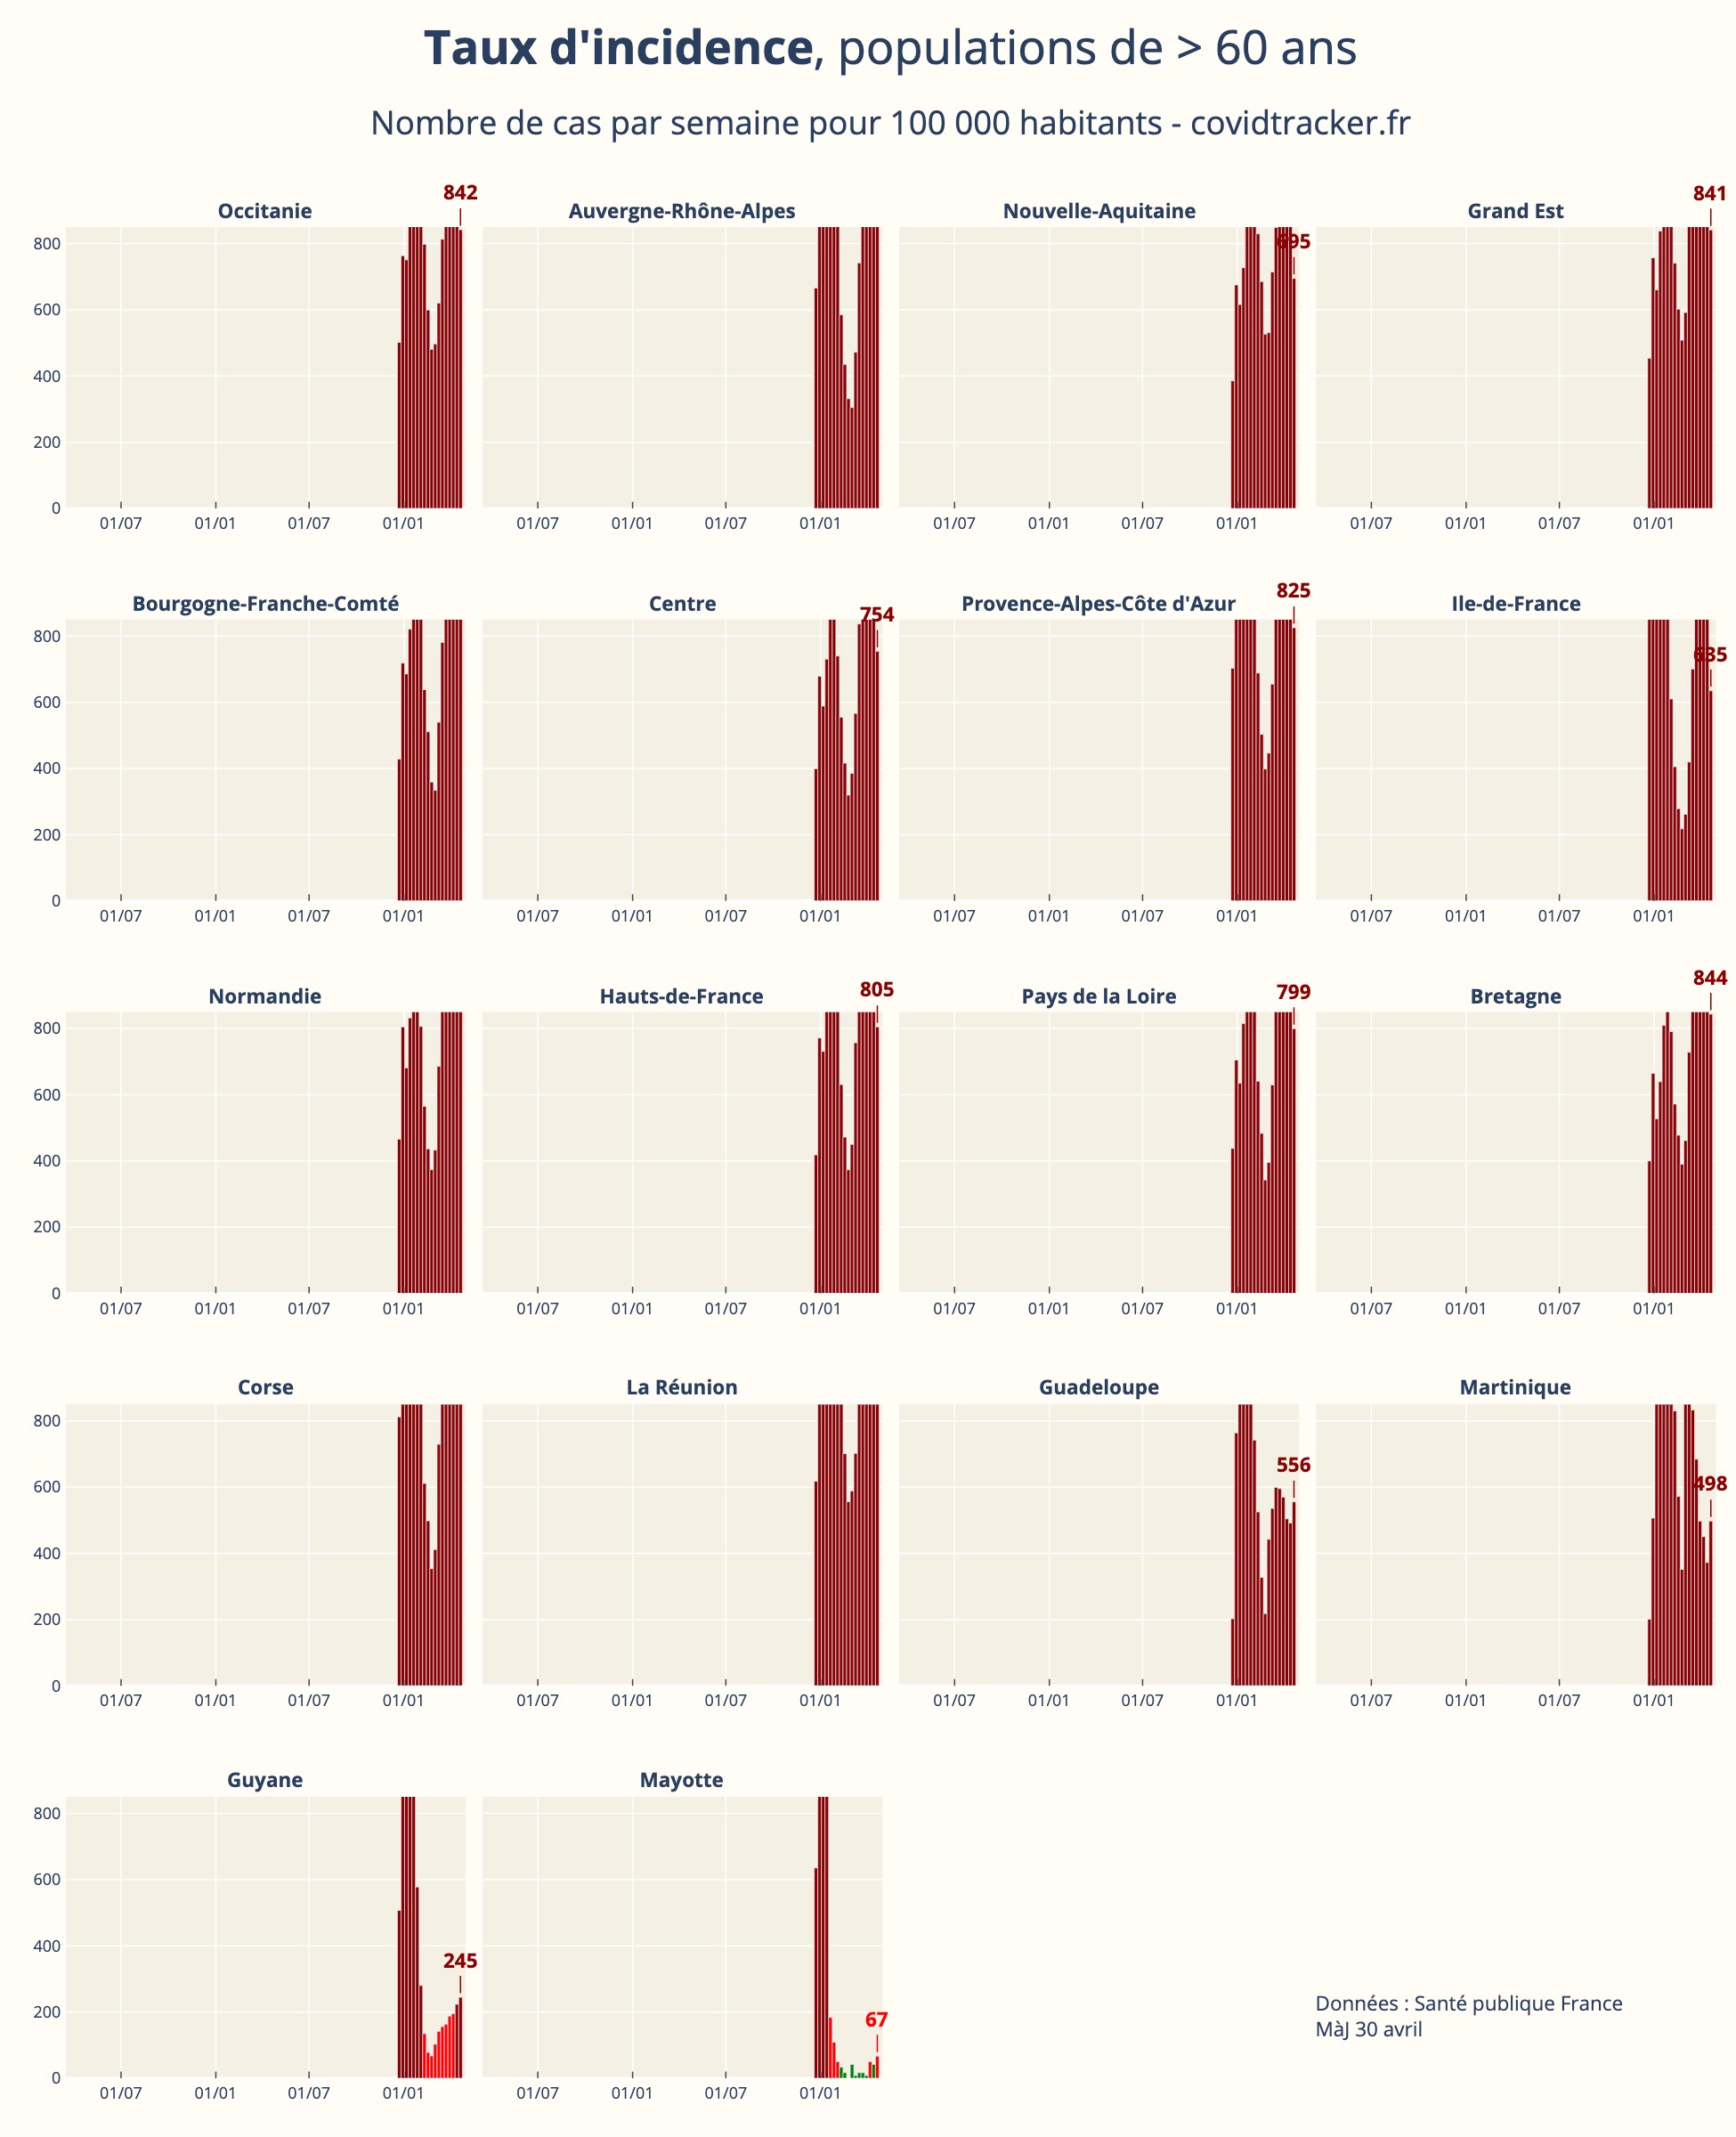 Taux d'incidence, populations de > 60 ans
Nombre de cas par semaine pour 100 000 habitants - covidtracker.fr
842
841
Occitanie
Auvergne-Rhône-Alpes
Nouvelle-Aquitaine
Grand Est
695
800
600
400
200
0
01/07 01/01 01/07 01/01
01/07 01/01 01/07 01/01
01/07 01/01 01/07 01/01
01/07 01/01 01/07 01/01
825
Bourgogne-Franche-Comté
Centre
754
Provence-Alpes-Côte d'Azur
Ile-de-France
635
800
600
400
200
0
01/07 01/01 01/07 01/01
01/07 01/01 01/07 01/01
01/07 01/01 01/07 01/01
01/07 01/01 01/07 01/01
805
799
844
Normandie
Hauts-de-France
Pays de la Loire
Bretagne
800
600
400
200
0
01/07 01/01 01/07 01/01
01/07 01/01 01/07 01/01
01/07 01/01 01/07 01/01
01/07 01/01 01/07 01/01
Corse
La Réunion
Guadeloupe
Martinique
556
498
800
600
400
200
0
01/07 01/01 01/07 01/01
01/07 01/01 01/07 01/01
01/07 01/01 01/07 01/01
01/07 01/01 01/07 01/01
Guyane
Mayotte
245
67
800
600
400
200
0
01/07 01/01 01/07 01/01
01/07 01/01 01/07 01/01
Données : Santé publique France
MàJ 30 avril